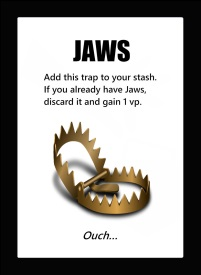 JAWS
Add this trap to your stash.
If you already have Jaws,
discard it and gain 1 vp.
Ouch...